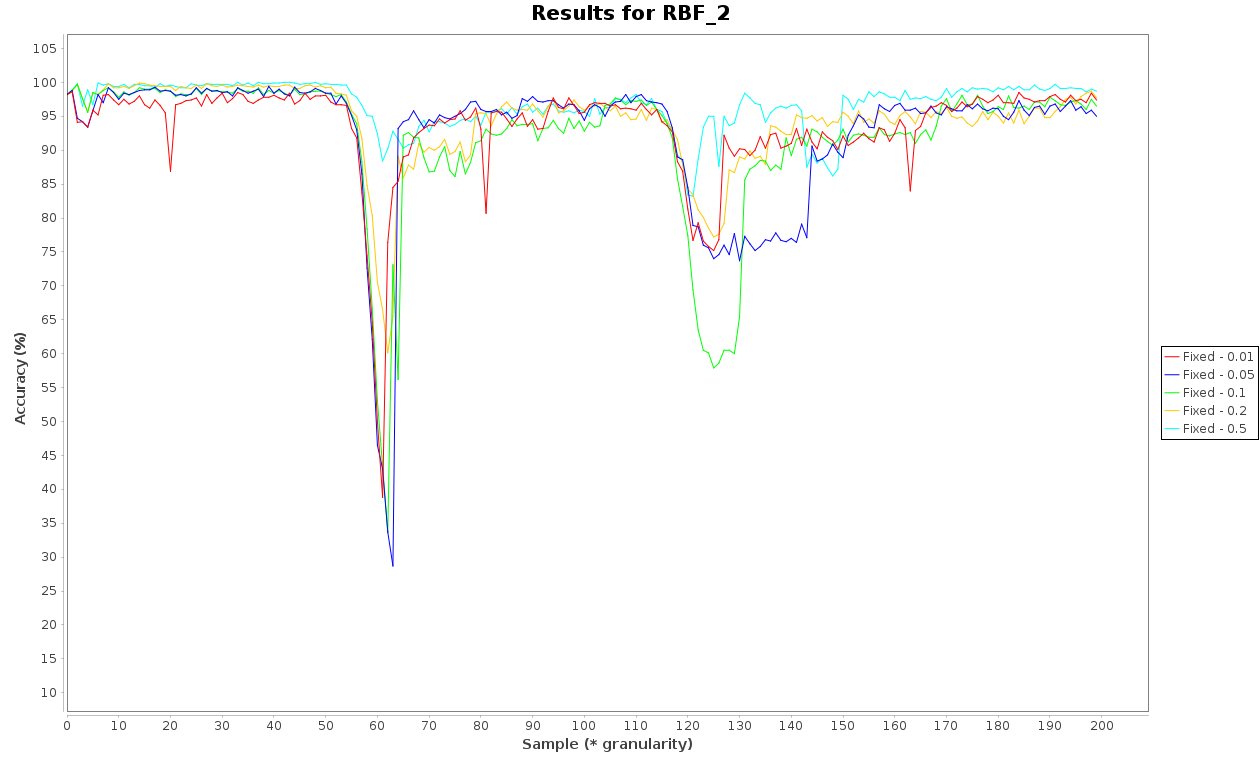 Results for RBF_2
105
100
95
90
85
80
75
70
65
60
55
50
45
40
35
30
25
20
15
10
Accuracy (%)
0 10 20 30 40 50 60 70 80 90 100 110 120 130 140 150 160 170 180 190 200
Sample (* granularity)
Fixed - 0.01
Fixed - 0.05
Fixed - 0.1
Fixed - 0.2
Fixed - 0.5